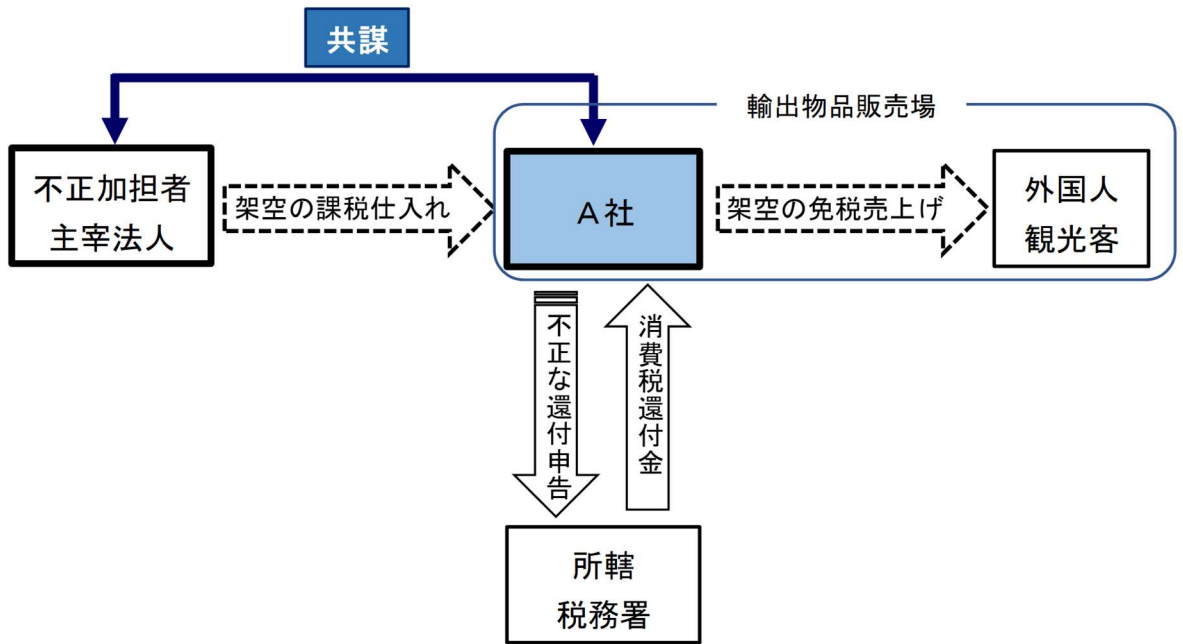 共謀
輸出物品販売場
不正加担者
主宰法人
架空の課税仕入れ
A社
架空の免税売上げ
外国人
観光客
不正な還付申告
消費税還付金
所轄
税務署